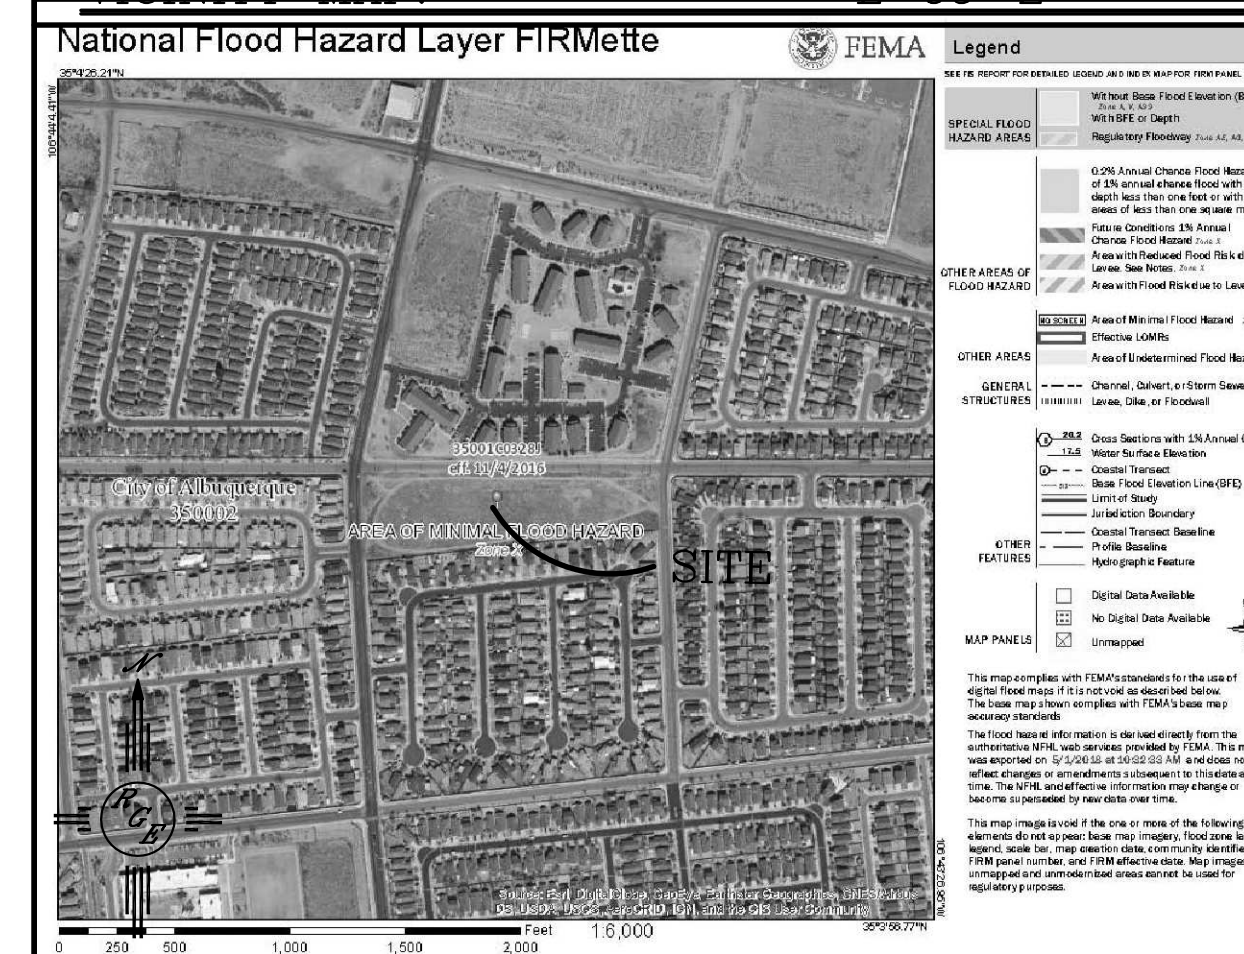 National Flood Hazard Layer FIRMette
FEMA
35°4'26.21"N
106°44'4.41"W
35001C0328J
eff. 11/4/2016
City of Albuquerque
350002
AREA OF MINIMAL FLOOD HAZARD
Zone X
SITE
N
RGE
Source: Esri, DigitalGlobe, GeoEye, Earthstar Geographics, CNES/Airbus
DS, USDA, USGS, AeroGRID, IGN, and the GIS User Community
35°3'58.77"N
Feet
1:6,000
0 250 500 1,000 1,500 2,000
Legend
SEE FIS REPORT FOR DETAILED LEGEND AND INDEX MAP FOR FIRM PANEL
SPECIAL FLOOD
HAZARD AREAS
Without Base Flood Elevation (B
Zone A, V, A99
With BFE or Depth
Regulatory Floodway Zone AE, AO,
0.2% Annual Chance Flood Haza
of 1% annual chance flood with
depth less than one foot or with
areas of less than one square m
Future Conditions 1% Annual
Chance Flood Hazard Zone X
Area with Reduced Flood Risk d
Levee. See Notes. Zone X
Area with Flood Risk due to Leve
OTHER AREAS OF
FLOOD HAZARD
NO SCREEN Area of Minimal Flood Hazard
Effective LOMRs
Area of Undetermined Flood Haz
OTHER AREAS
GENERAL
STRUCTURES
Channel, Culvert, or Storm Sewe
Levee, Dike, or Floodwall
20.2 Cross Sections with 1% Annual C
17.5 Water Surface Elevation
Coastal Transect
Base Flood Elevation Line (BFE)
Limit of Study
Jurisdiction Boundary
Coastal Transect Baseline
Profile Baseline
Hydrographic Feature
OTHER
FEATURES
Digital Data Available
No Digital Data Available
Unmapped
MAP PANELS
This map complies with FEMA's standards for the use of
digital flood maps if it is not void as described below.
The base map shown complies with FEMA's base map
accuracy standards
The flood hazard information is derived directly from the
authoritative NFHL web services provided by FEMA. This m
was exported on 5/1/2018 at 10:32:33 AM and does no
reflect changes or amendments subsequent to this date a
time. The NFHL and effective information may change or
become superseded by new data over time.
This map image is void if the one or more of the following
elements do not appear: base map imagery, flood zone la
legend, scale bar, map creation date, community identifie
FIRM panel number, and FIRM effective date. Map images
unmapped and unmodernized areas cannot be used for
regulatory purposes.